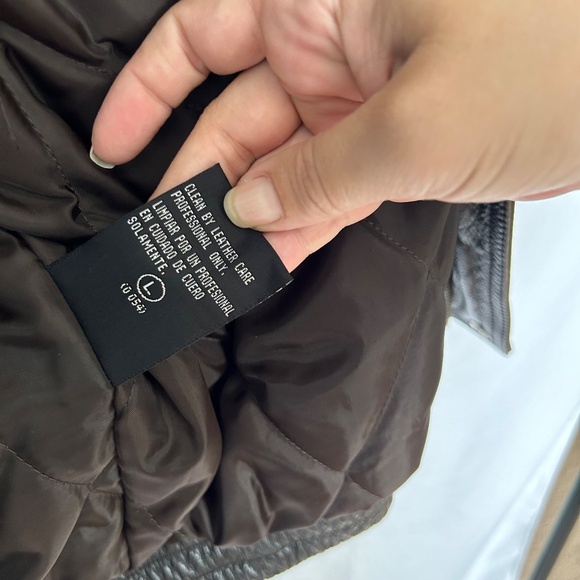 CLEAN BY LEATHER CARE
PROFESSIONAL ONLY.
LIMPIAR POR UN PROFESIONAL
EN CUIDADO DE CUERO
SOLAMENTE.
L
(0.054)